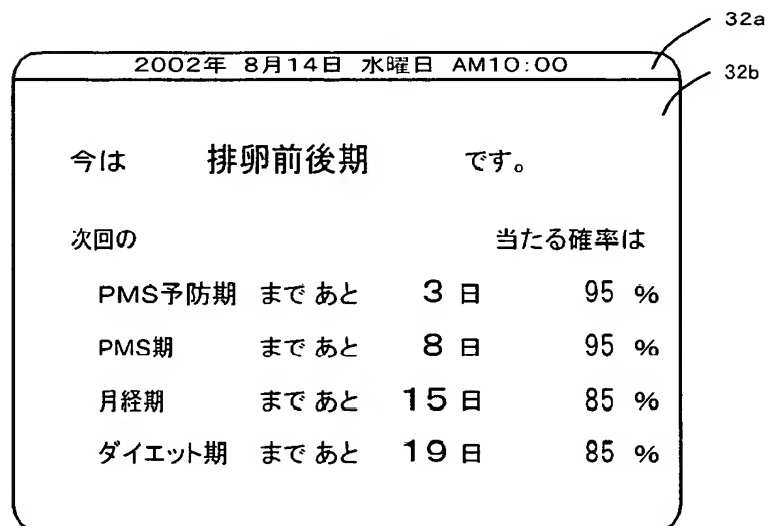 32a
2002年 8月14日 水曜日 AM10:00
32b
今は 排卵前後期 です。
次回の 当たる確率は
PMS予防期 まで あと 3 日 95 %
PMS期 まで あと 8 日 95 %
月経期 まで あと 15 日 85 %
ダイエット期 まで あと 19 日 85 %